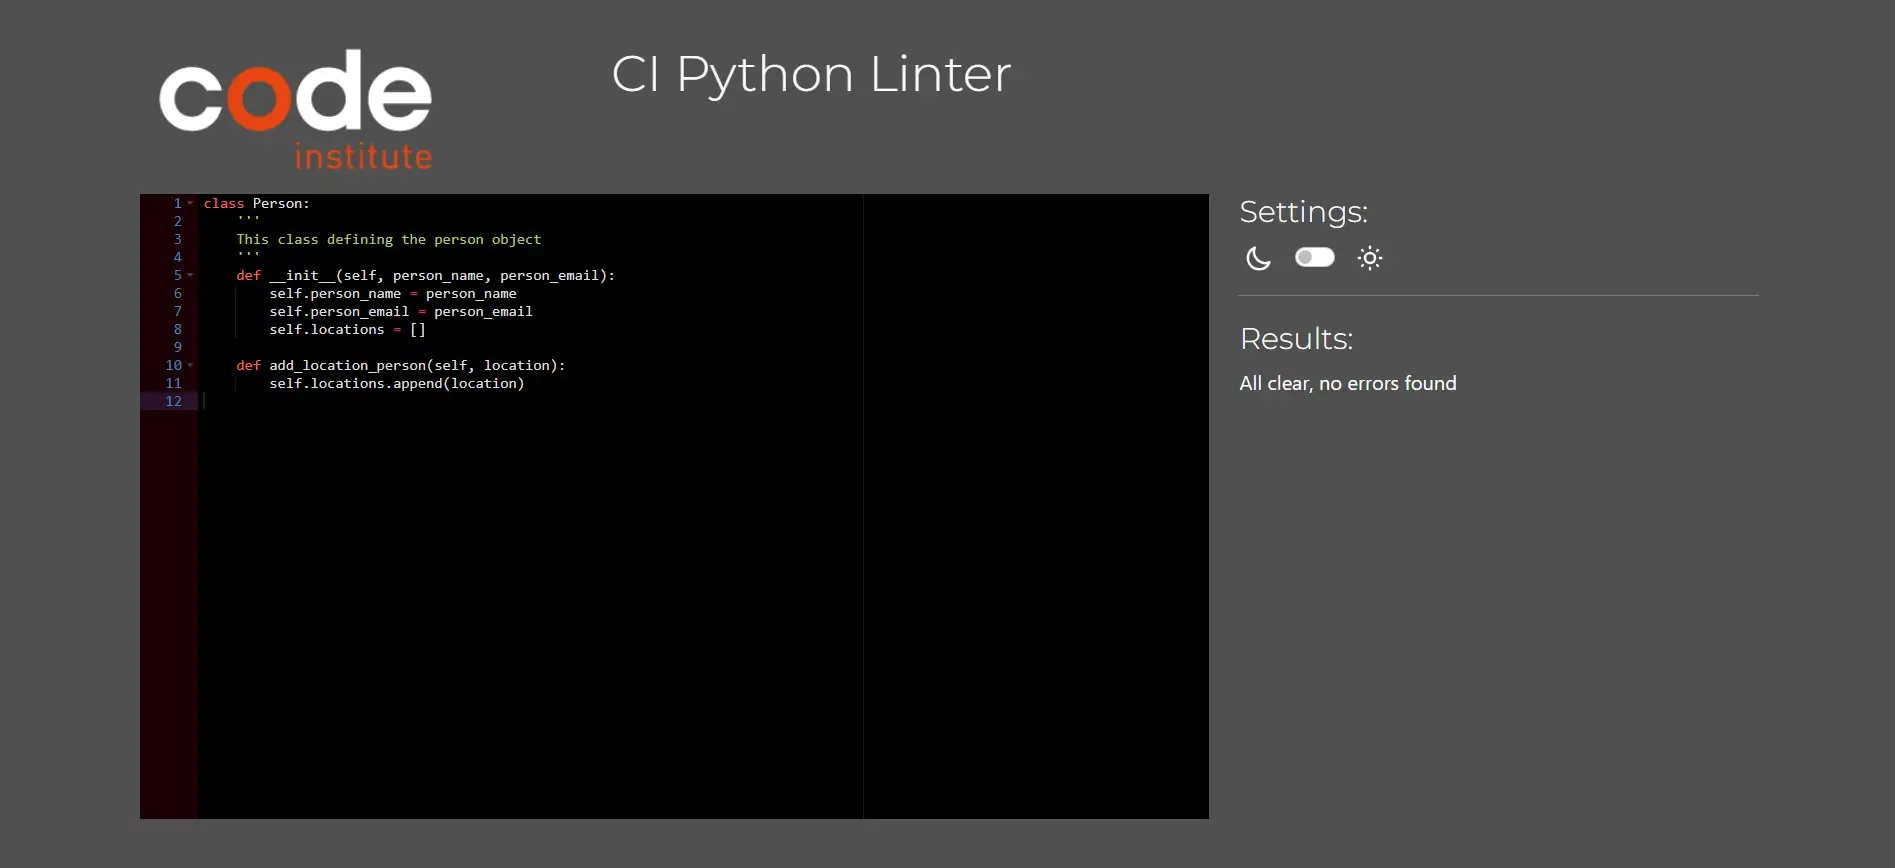 code
institute
CI Python Linter
1 class Person:
2     '''
3     This class defining the person object
4     '''
5     def __init__(self, person_name, person_email):
6         self.person_name = person_name
7         self.person_email = person_email
8         self.locations = []
9
10     def add_location_person(self, location):
11         self.locations.append(location)
12
Settings:
Results:
All clear, no errors found